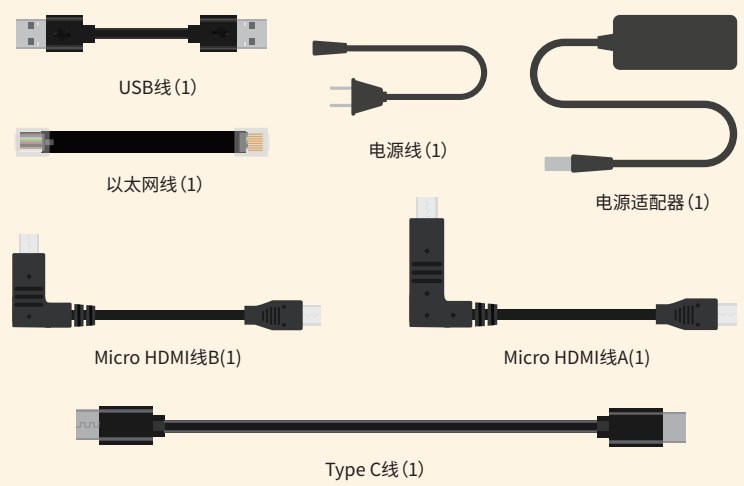 USB线（1）
电源线（1）
以太网线（1）
电源适配器（1）
Micro HDMI线B(1)
Micro HDMI线A(1)
Type C线（1）